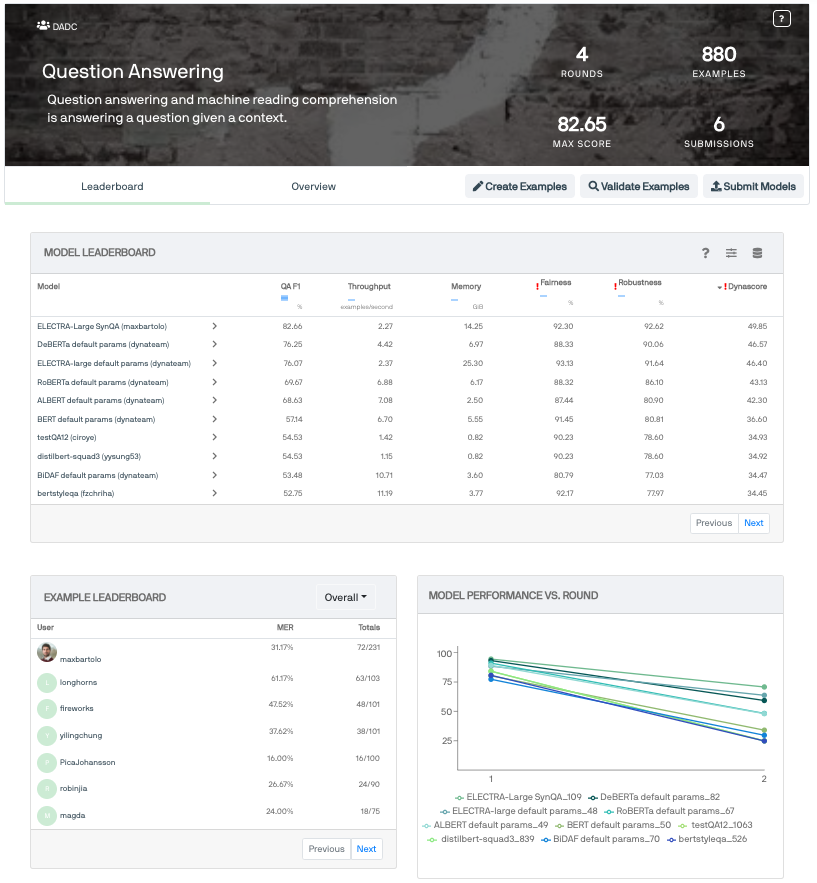 DADC
?
Question Answering
Question answering and machine reading comprehension
is answering a question given a context.
4
ROUNDS
880
EXAMPLES
82.65
MAX SCORE
6
SUBMISSIONS
Leaderboard Overview Create Examples Validate Examples Submit Models
MODEL LEADERBOARD ?
Model QA F1 Throughput Memory ! Fairness ! Robustness ! Dynascore
% examples/second GiB % %
ELECTRA-Large SynQA (maxbartolo) 82.66 2.27 14.25 92.30 92.62 49.85
DeBERTa default params (dynateam) 76.25 4.42 6.97 88.33 90.06 46.57
ELECTRA-large default params (dynateam) 76.07 2.37 25.30 93.13 91.64 46.40
RoBERTa default params (dynateam) 69.67 6.88 6.17 88.32 86.10 43.13
ALBERT default params (dynateam) 68.63 7.08 2.50 87.44 80.90 42.30
BERT default params (dynateam) 57.14 6.70 5.55 91.45 80.81 36.60
testQA12 (ciroye) 54.53 1.42 0.82 90.23 78.60 34.93
distilbert-squad3 (yysung53) 54.53 1.15 0.82 90.23 78.60 34.92
BiDAF default params (dynateam) 53.48 10.71 3.60 80.79 77.03 34.47
bertstyleqa (fzchriha) 52.75 11.19 3.77 92.17 77.97 34.45
Previous Next
EXAMPLE LEADERBOARD Overall
User MER Totals
maxbartolo 31.17% 72/231
longhorns 61.17% 63/103
fireworks 47.52% 48/101
yilingchung 37.62% 38/101
PicaJohansson 16.00% 16/100
robinjia 26.67% 24/90
magda 24.00% 18/75
Previous Next
MODEL PERFORMANCE VS. ROUND
100
75
50
25
1 2
ELECTRA-Large SynQA_109 DeBERTa default params_82
ELECTRA-large default params_48 RoBERTa default params_67
ALBERT default params_49 BERT default params_50 testQA12_1063
distilbert-squad3_839 BiDAF default params_70 bertstyleqa_526